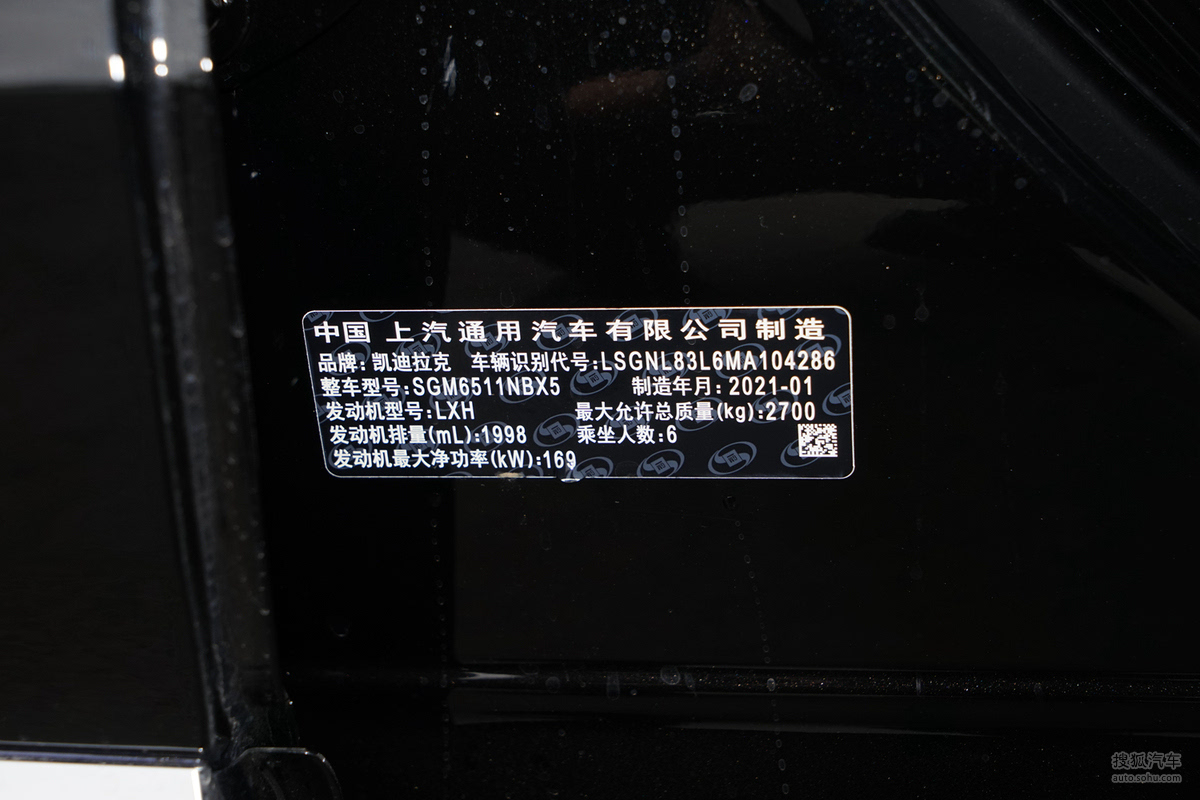 中国 上汽通用汽车有限公司制造
品牌:凯迪拉克 车辆识别代号:LSGNL83L6MA104286
整车型号:SGM6511NBX5 制造年月:2021-01
发动机型号:LXH 最大允许总质量(kg):2700
发动机排量(mL):1998 乘坐人数:6
发动机最大净功率(kW):169
搜狐汽车
auto.sohu.com